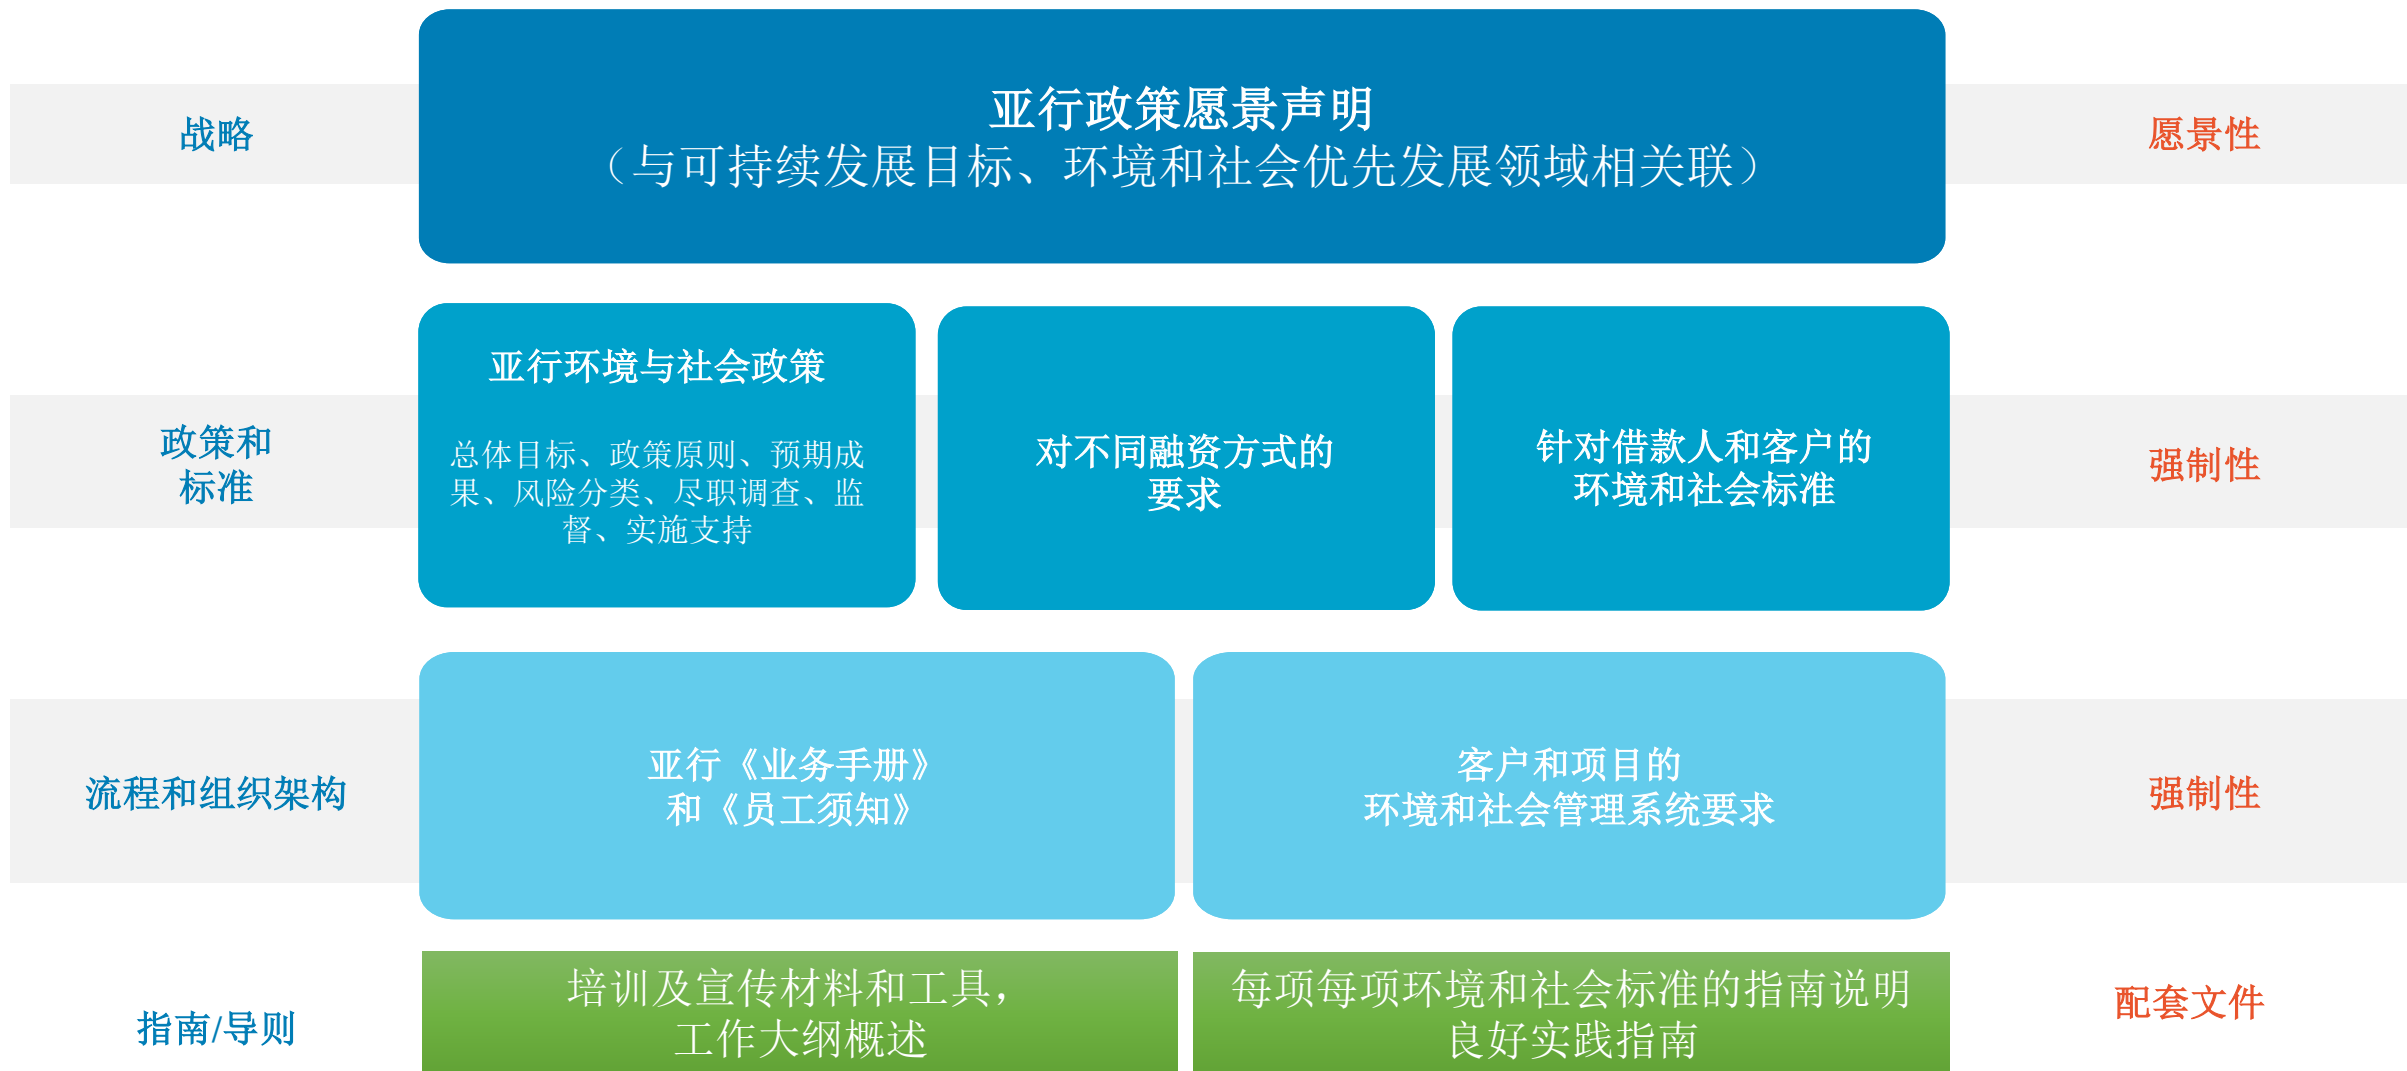 战略
亚行政策愿景声明
（与可持续发展目标、环境和社会优先发展领域相关联）
愿景性
政策和
标准
亚行环境与社会政策
总体目标、政策原则、预期成
果、风险分类、尽职调查、监
督、实施支持
对不同融资方式的
要求
针对借款人和客户的
环境和社会标准
强制性
流程和组织架构
亚行《业务手册》
和《员工须知》
客户和项目的
环境和社会管理系统要求
强制性
指南/导则
培训及宣传材料和工具，
工作大纲概述
每项每项环境和社会标准的指南说明
良好实践指南
配套文件